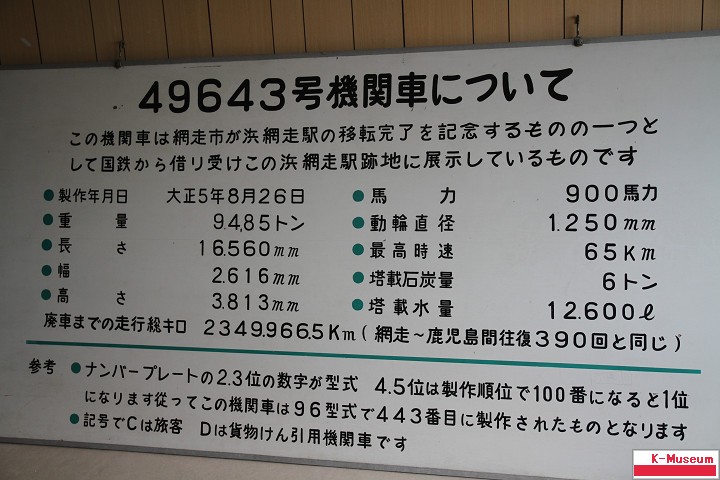 49643号機関車について
この機関車は網走市が浜網走駅の移転完了を記念するものの一つと
して国鉄から借り受けこの浜網走駅跡地に展示しているものです
●製作年月日 大正5年8月26日
●重量 94.85トン
●長さ 16.560mm
●幅 2.616mm
●高さ 3.813mm
●馬力 900馬力
●動輪直径 1.250mm
●最高時速 65Km
●塔載石炭量 6トン
●塔載水量 12.600ℓ
廃車までの走行総キロ 2349.966.5Km(網走~鹿児島間往復390回と同じ)
参考 ●ナンバープレートの2.3位の数字が型式 4.5位は製作順位で100番になると1位
になります従ってこの機関車は96型式で443番目に製作されたものとなります
●記号でCは旅客 Dは貨物けん引用機関車です
K-Museum